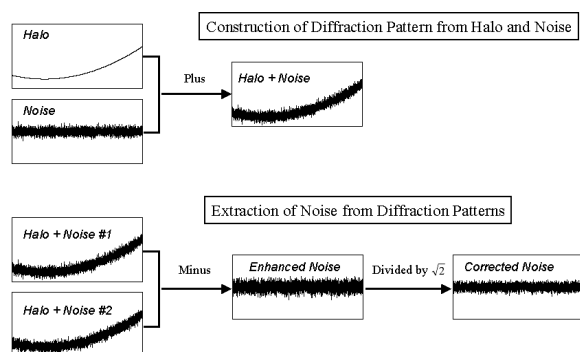 Construction of Diffraction Pattern from Halo and Noise
Halo
Plus
Halo + Noise
Noise
Extraction of Noise from Diffraction Patterns
Halo + Noise #1
Minus
Enhanced Noise
Divided by √2
Corrected Noise
Halo + Noise #2